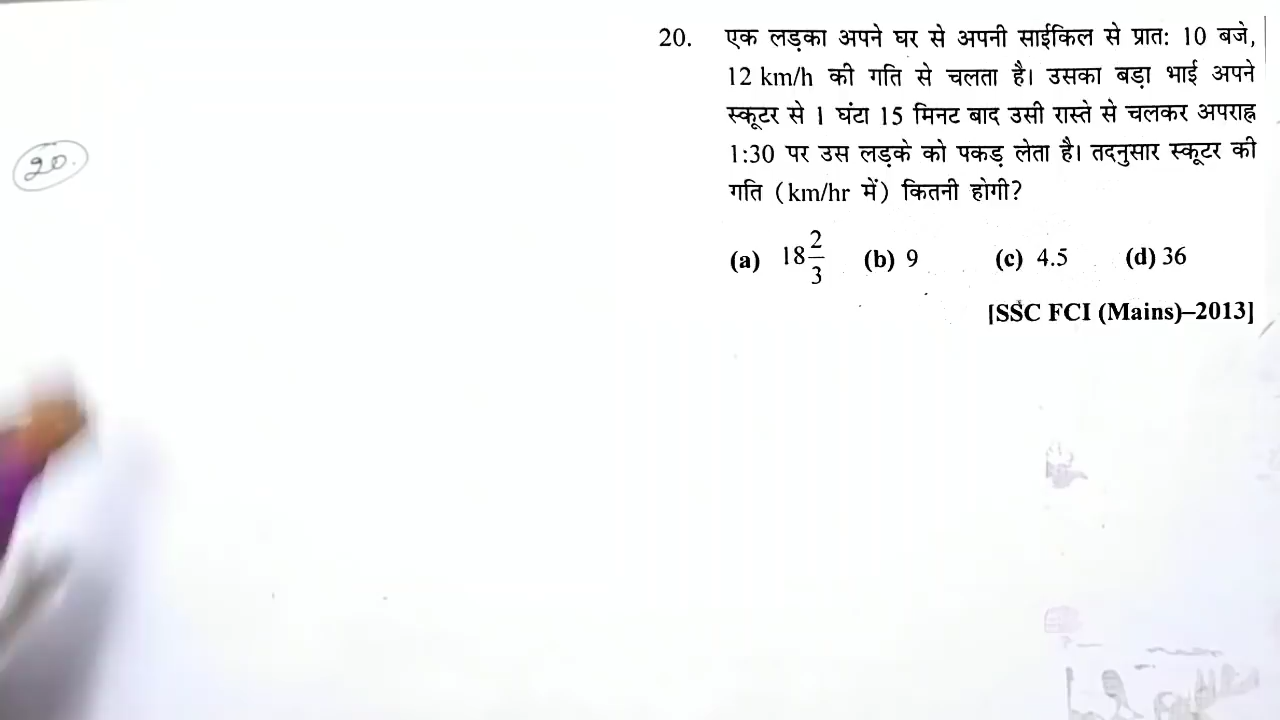 20. एक लड़का अपने घर से अपनी साईकिल से प्रात: 10 बजे,
12 km/h की गति से चलता है। उसका बड़ा भाई अपने
स्कूटर से 1 घंटा 15 मिनट बाद उसी रास्ते से चलकर अपराह्न
1:30 पर उस लड़के को पकड़ लेता है। तदनुसार स्कूटर की
गति (km/hr में) कितनी होगी?
(a) 18 2/3 (b) 9 (c) 4.5 (d) 36
[SSC FCI (Mains)–2013]
20.